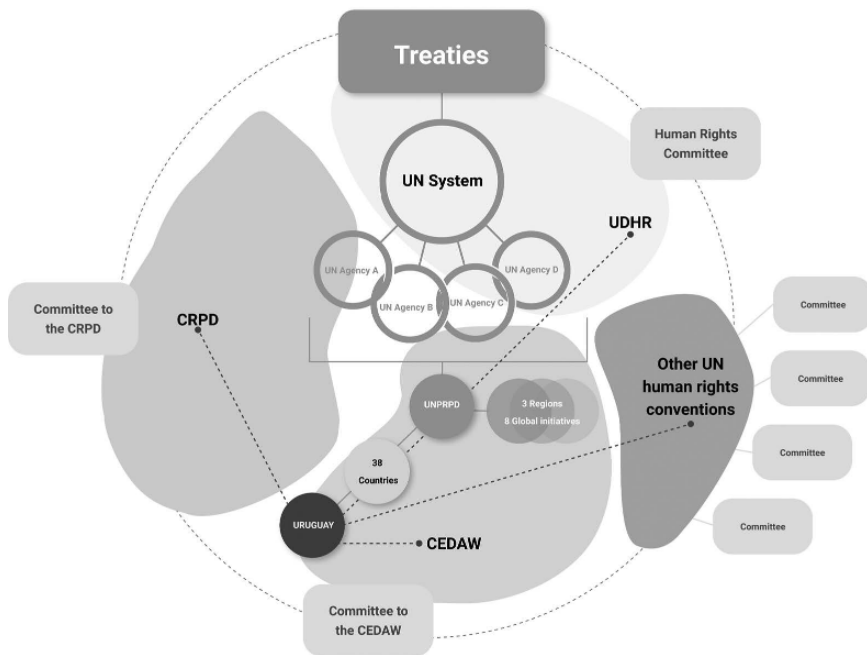 Treaties
Human Rights
Committee
UN System
UDHR
UN Agency A
UN Agency B
UN Agency C
UN Agency D
Committee to
the CRPD
CRPD
Committee
Committee
Committee
Committee
Other UN
human rights
conventions
UNPRPD
3 Regions
8 Global initiatives
38
Countries
URUGUAY
CEDAW
Committee to
the CEDAW